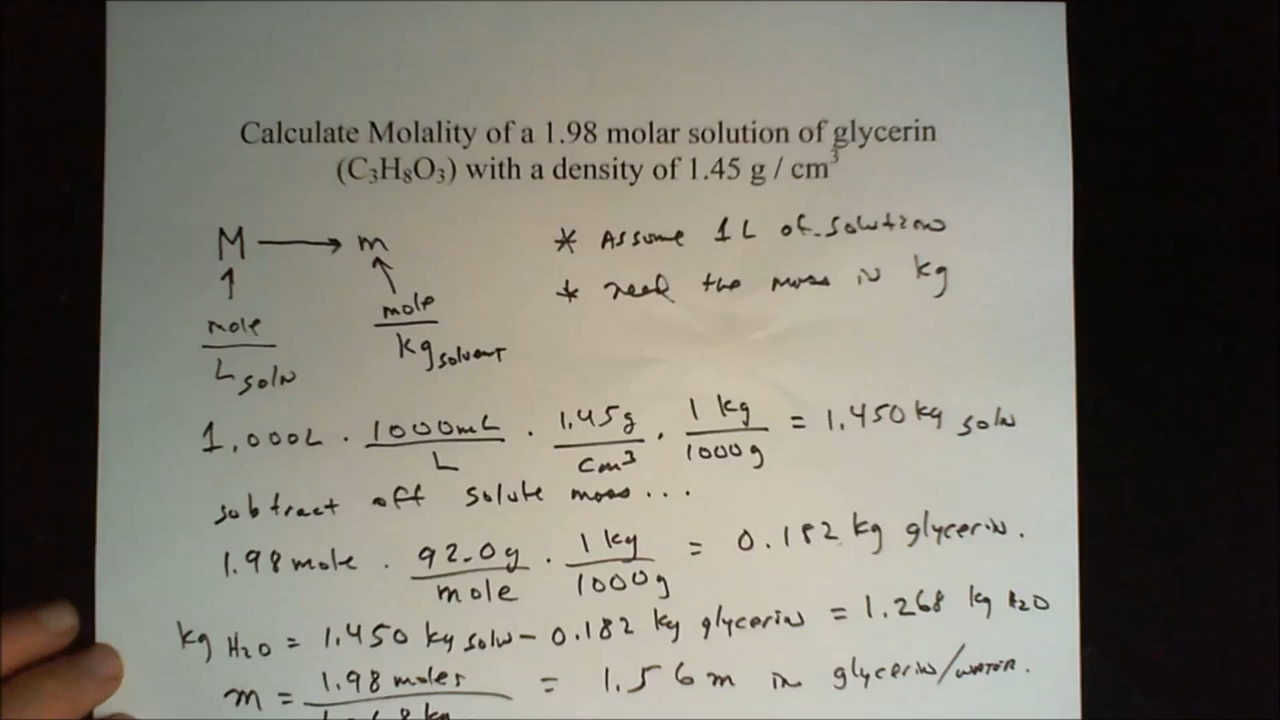 Calculate Molality of a 1.98 molar solution of glycerin
(C₃H₈O₃) with a density of 1.45 g / cm³
M → m
* Assume 1L of solution
* need the mass in kg
mole
L soln
mole
kg solvent
1.000L · 1000mL/L · 1.45g/cm³ · 1 kg/1000g = 1.450 kg soln
subtract off solute mass...
1.98 mole · 92.0g/mole · 1 kg/1000g = 0.182 kg glycerin.
kg H₂O = 1.450 kg soln - 0.182 kg glycerin = 1.268 kg H₂O
m = 1.98 moles = 1.56 m in glycerin/water.